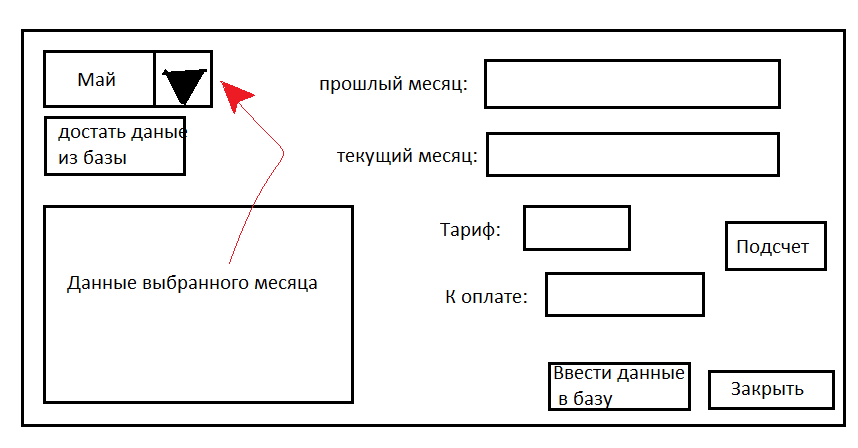 Май
достать даные
из базы
прошлый месяц:
текущий месяц:
Тариф:
Подсчет
К оплате:
Данные выбранного месяца
Ввести данные
в базу
Закрыть